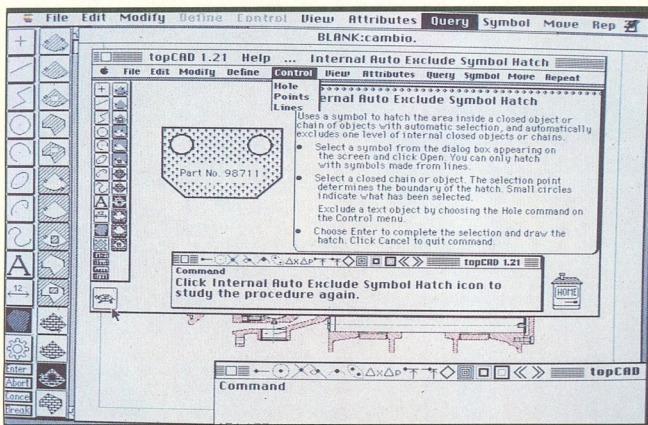 File Edit Modify Define Control View Attributes Query Symbol Move Rep
BLANK:cambio.
topCAD 1.21 Help ... Internal Auto Exclude Symbol Hatch
File Edit Modify Define Control View Attributes Query Symbol Move Repeat
Hole
Points
Lines
ernal Auto Exclude Symbol Hatch
Uses a symbol to hatch the area inside a closed object or
chain of objects with automatic selection, and automatically
excludes one level of internal closed objects or chains.
• Select a symbol from the dialog box appearing on
the screen and click Open. You can only hatch
with symbols made from lines.
• Select a closed chain or object. The selection point
determines the boundary of the hatch. Small circles
indicate what has been selected.
Exclude a text object by choosing the Hole command on
the Control menu.
• Choose Enter to complete the selection and draw the
hatch. Click Cancel to quit command.
Part No. 98711
A
ΔX ΔP topCAD 1.21
Command
Click Internal Auto Exclude Symbol Hatch icon to
study the procedure again.
HOME
A
12
Enter
Abort
Cance
Break
ΔX ΔP topCAD
Command